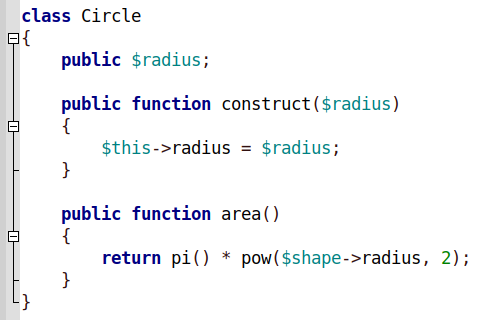 class Circle
{
    public $radius;

    public function construct($radius)
    {
        $this->radius = $radius;
    }

    public function area()
    {
        return pi() * pow($shape->radius, 2);
    }
}